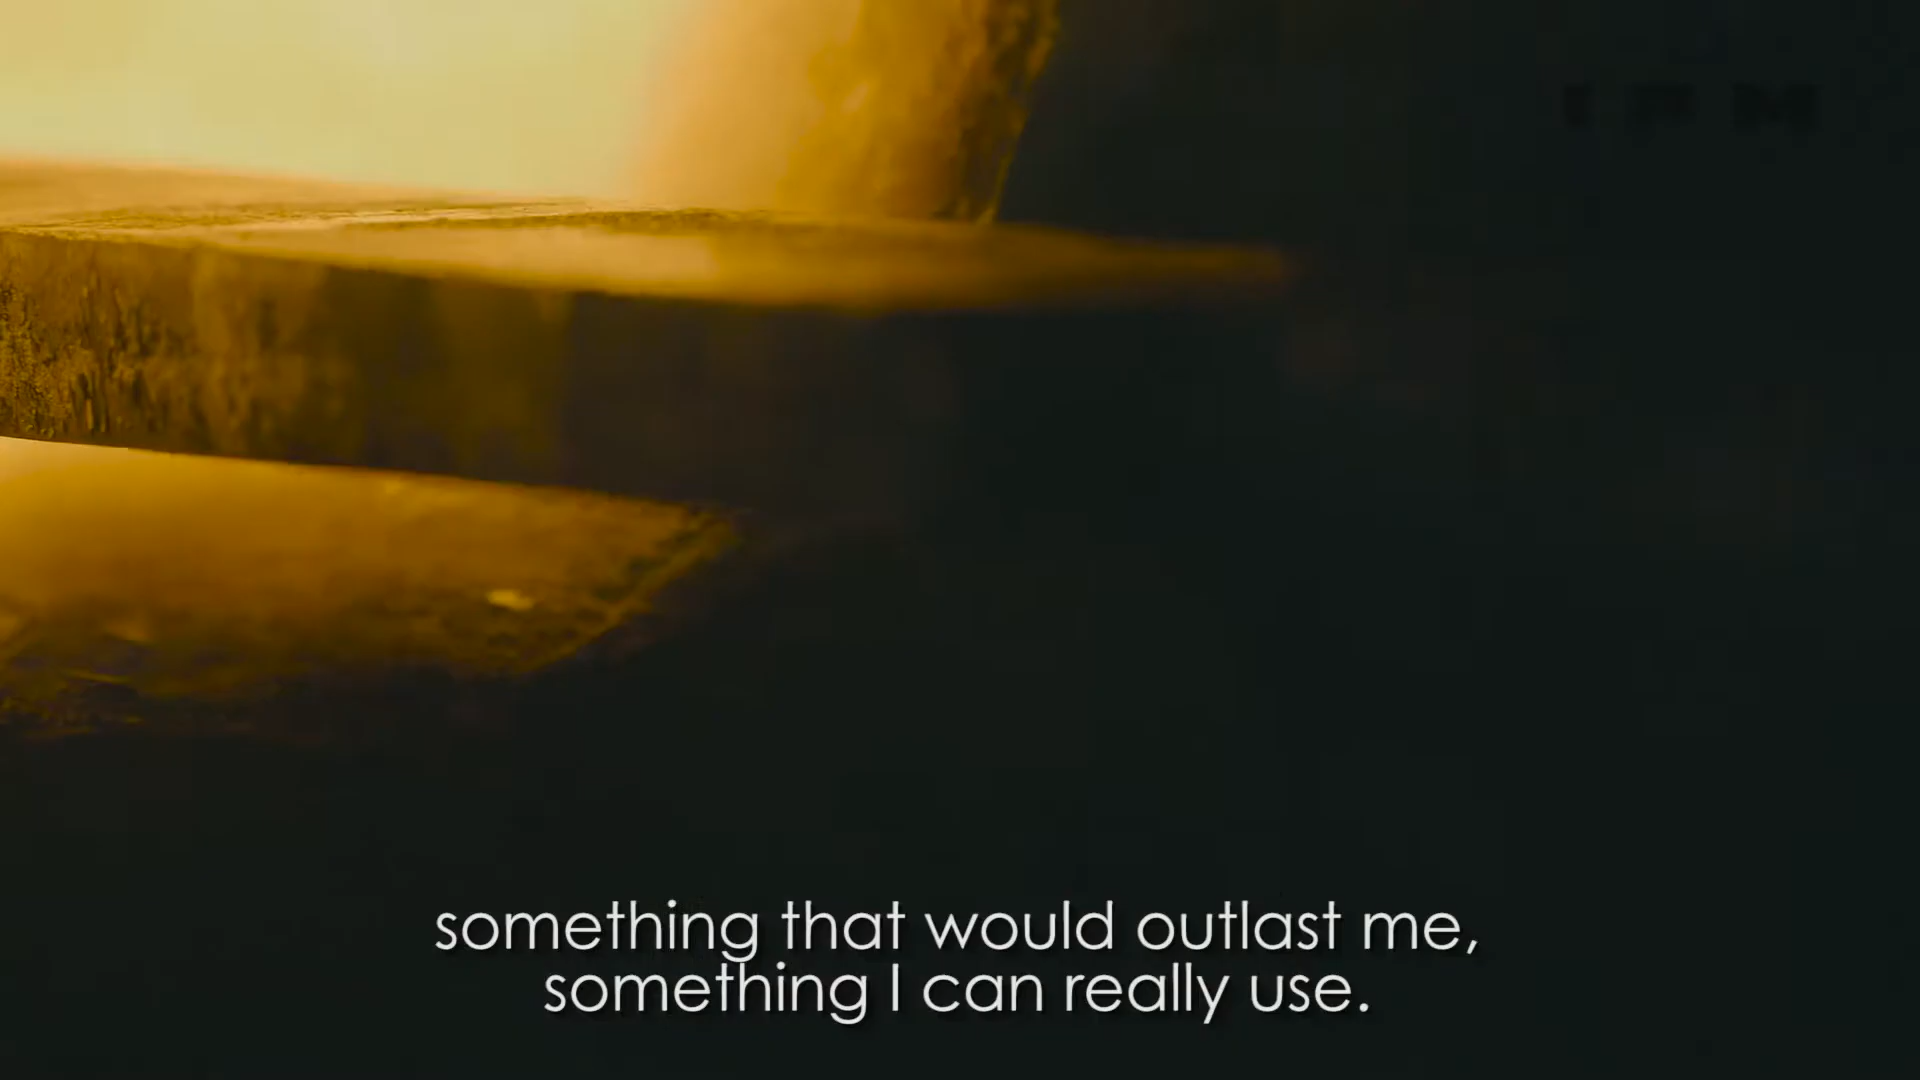 something that would outlast me,
something I can really use.